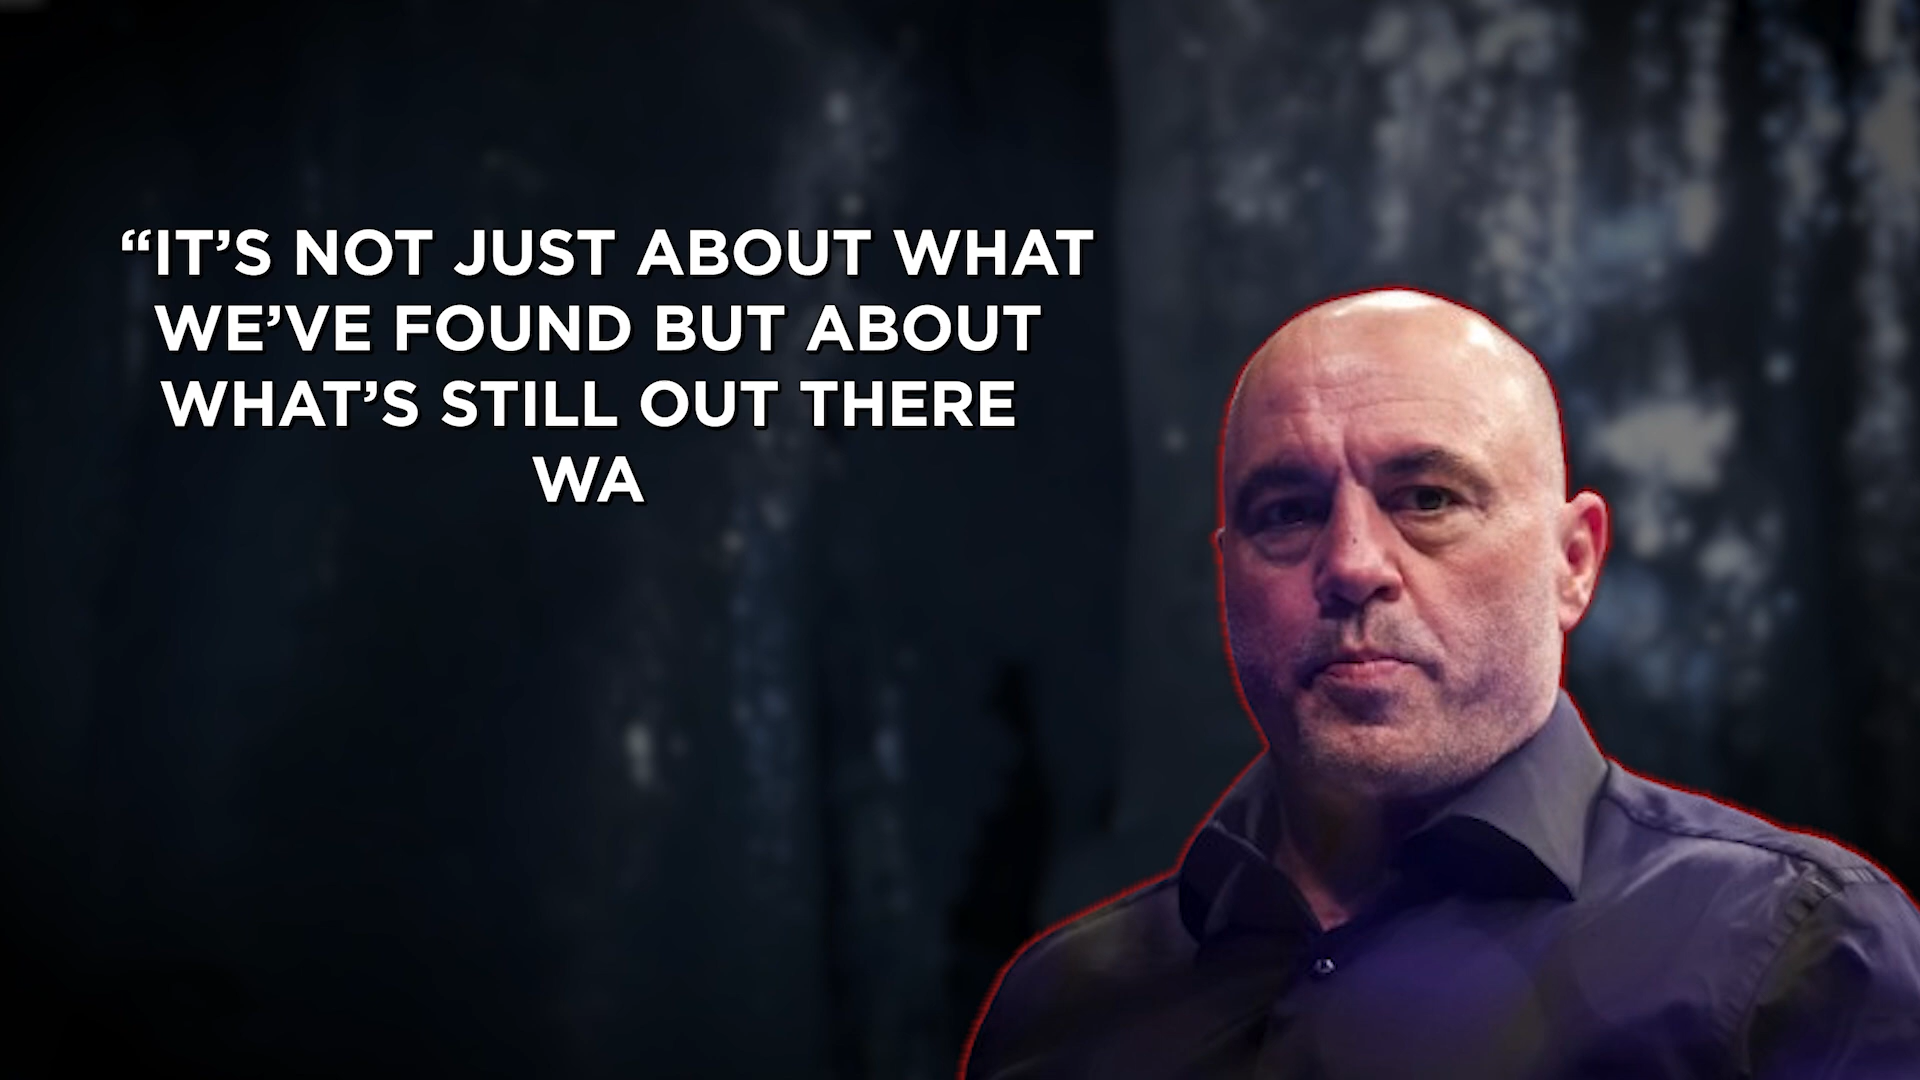 “IT’S NOT JUST ABOUT WHAT
WE’VE FOUND BUT ABOUT
WHAT’S STILL OUT THERE
WA